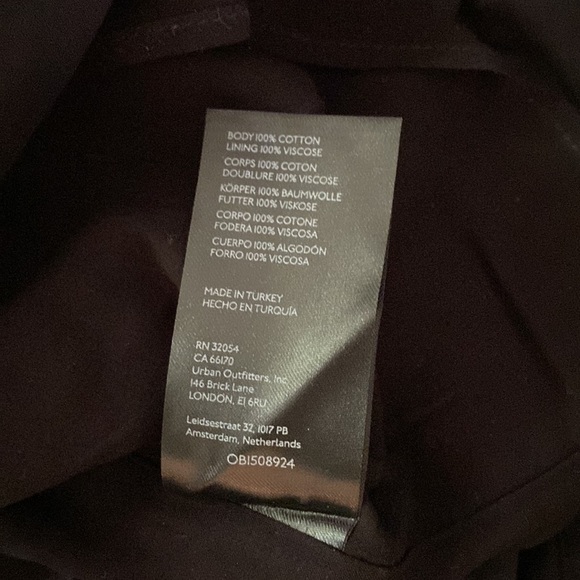 BODY 100% COTTON
LINING 100% VISCOSE
CORPS 100% COTON
DOUBLURE 100% VISCOSE
KÖRPER 100% BAUMWOLLE
FUTTER 100% VISKOSE
CORPO 100% COTONE
FODERA 100% VISCOSA
CUERPO 100% ALGODÓN
FORRO 100% VISCOSA
MADE IN TURKEY
HECHO EN TURQUÍA
RN 32054
CA 66170
Urban Outfitters, Inc
146 Brick Lane
LONDON, E1 6RU
Leidsestraat 32, 1017 PB
Amsterdam, Netherlands
OB1508924